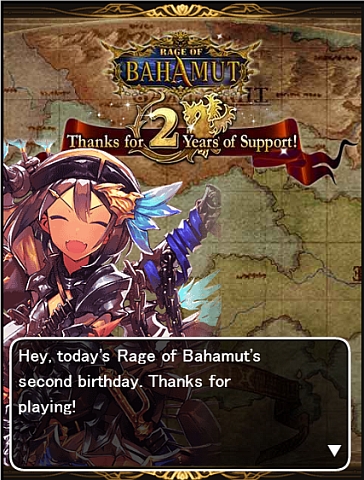 RAGE OF
BAHAMUT
2
Thanks for Years of Support!
Hey, today's Rage of Bahamut's
second birthday. Thanks for
playing!